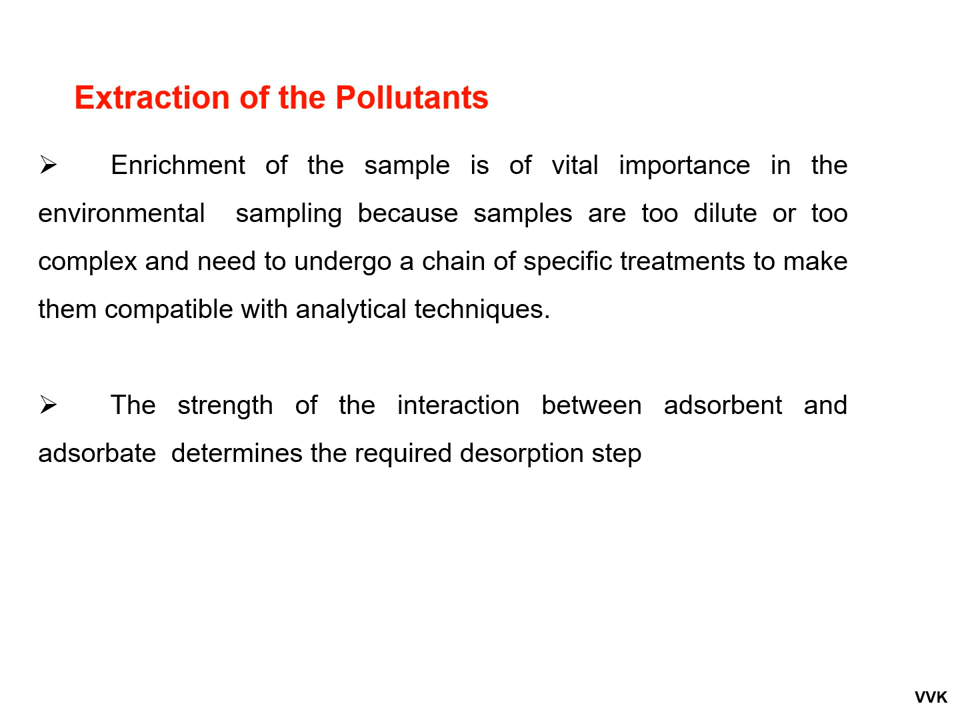 Extraction of the Pollutants
➢ Enrichment of the sample is of vital importance in the
environmental sampling because samples are too dilute or too
complex and need to undergo a chain of specific treatments to make
them compatible with analytical techniques.
➢ The strength of the interaction between adsorbent and
adsorbate determines the required desorption step
VVK